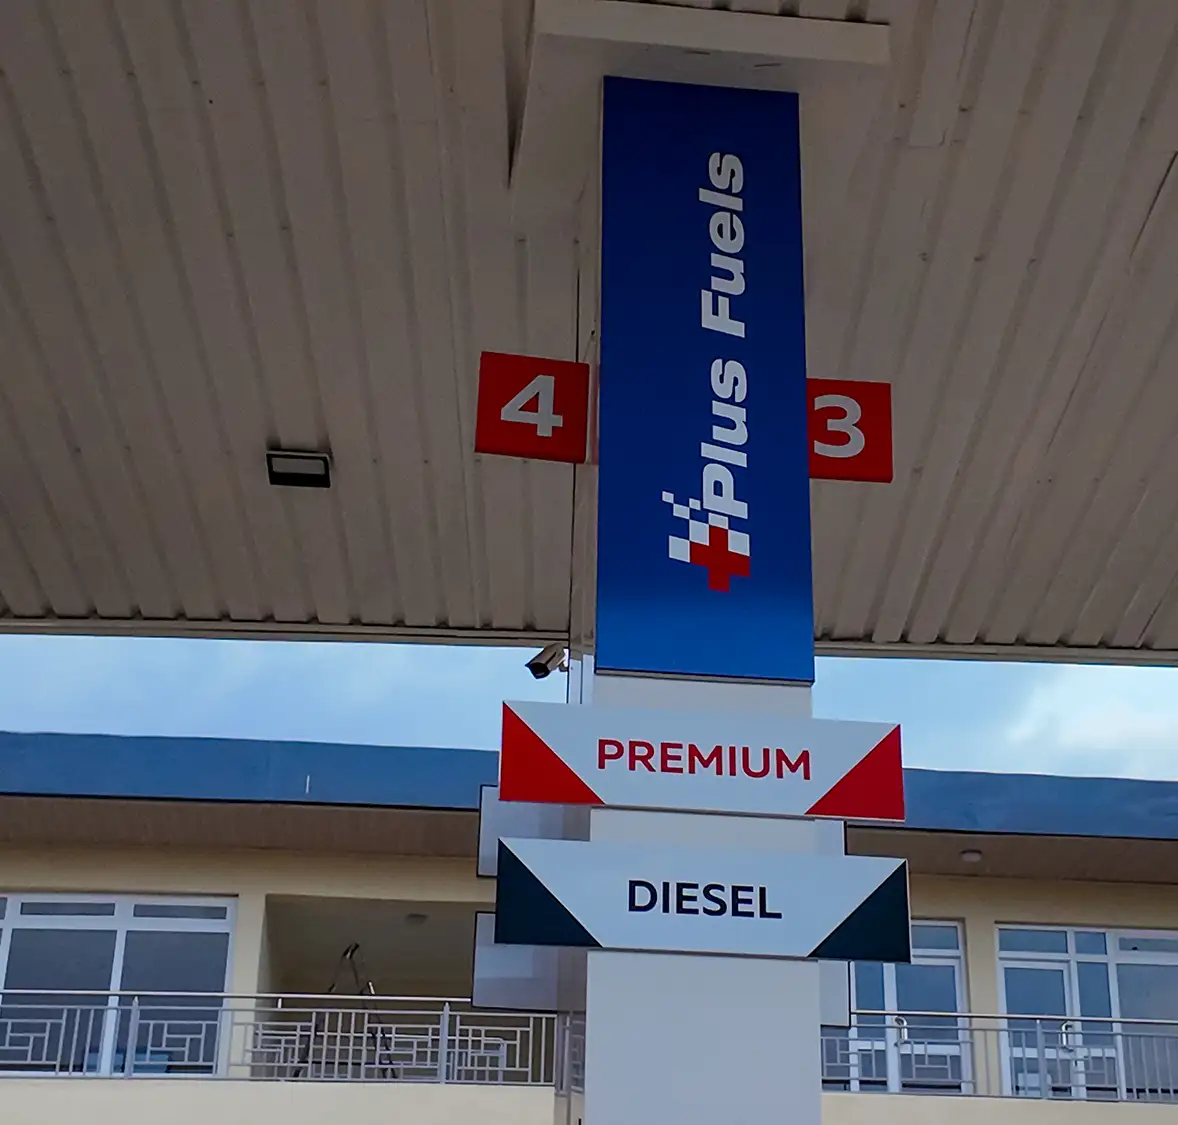 Plus Fuels
4
3
PREMIUM
DIESEL